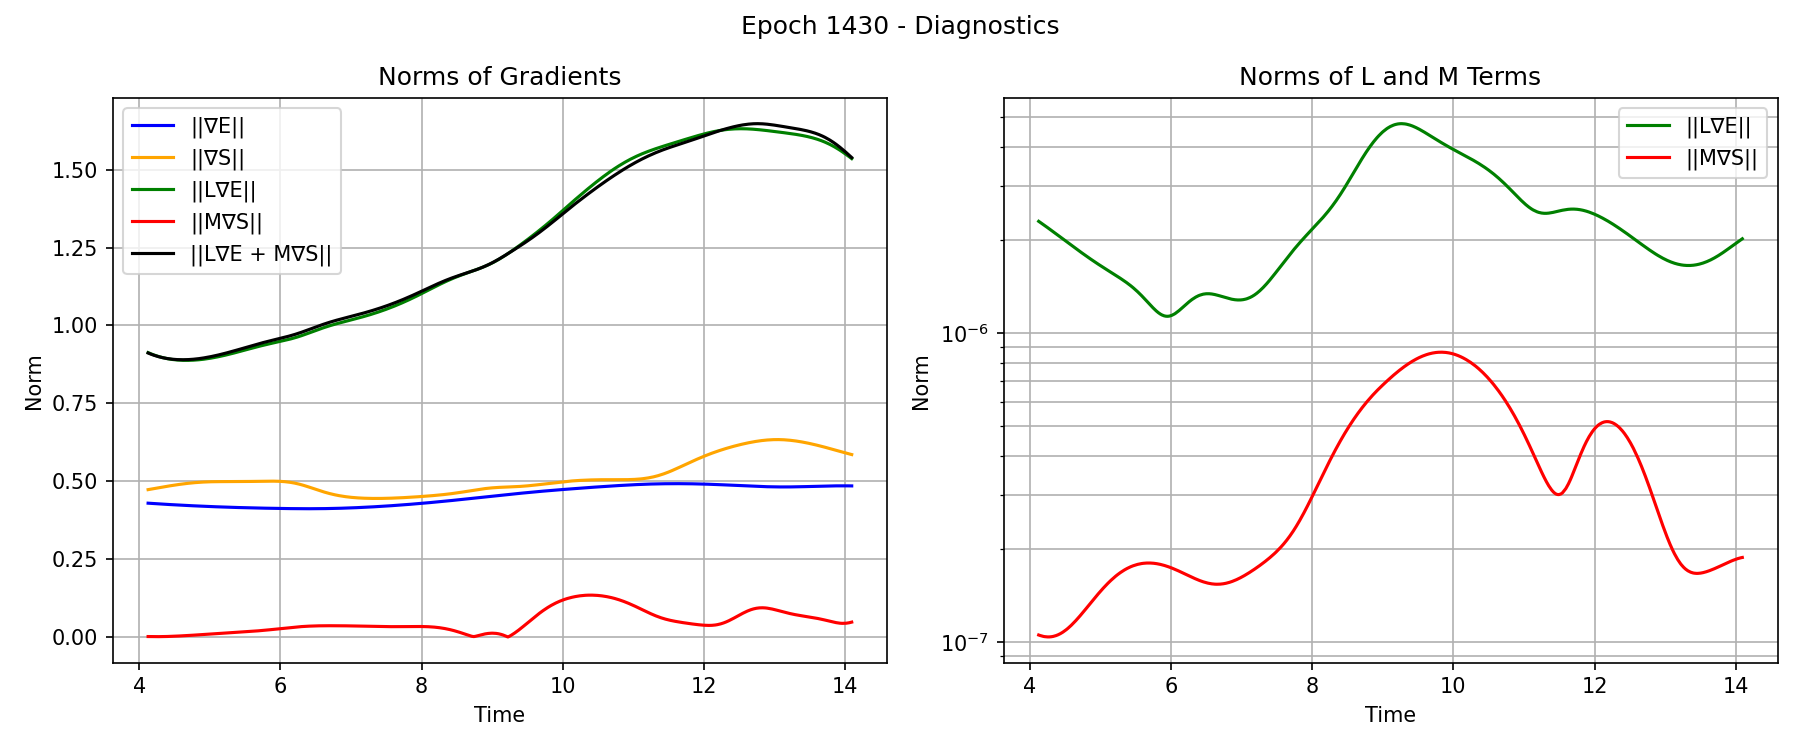 Epoch 1430 - Diagnostics
Norms of Gradients
||∇E||
||∇S||
||L∇E||
||M∇S||
||L∇E + M∇S||
Norm
1.50
1.25
1.00
0.75
0.50
0.25
0.00
4 6 8 10 12 14
Time
Norms of L and M Terms
||L∇E||
||M∇S||
Norm
10⁻⁶
10⁻⁷
4 6 8 10 12 14
Time